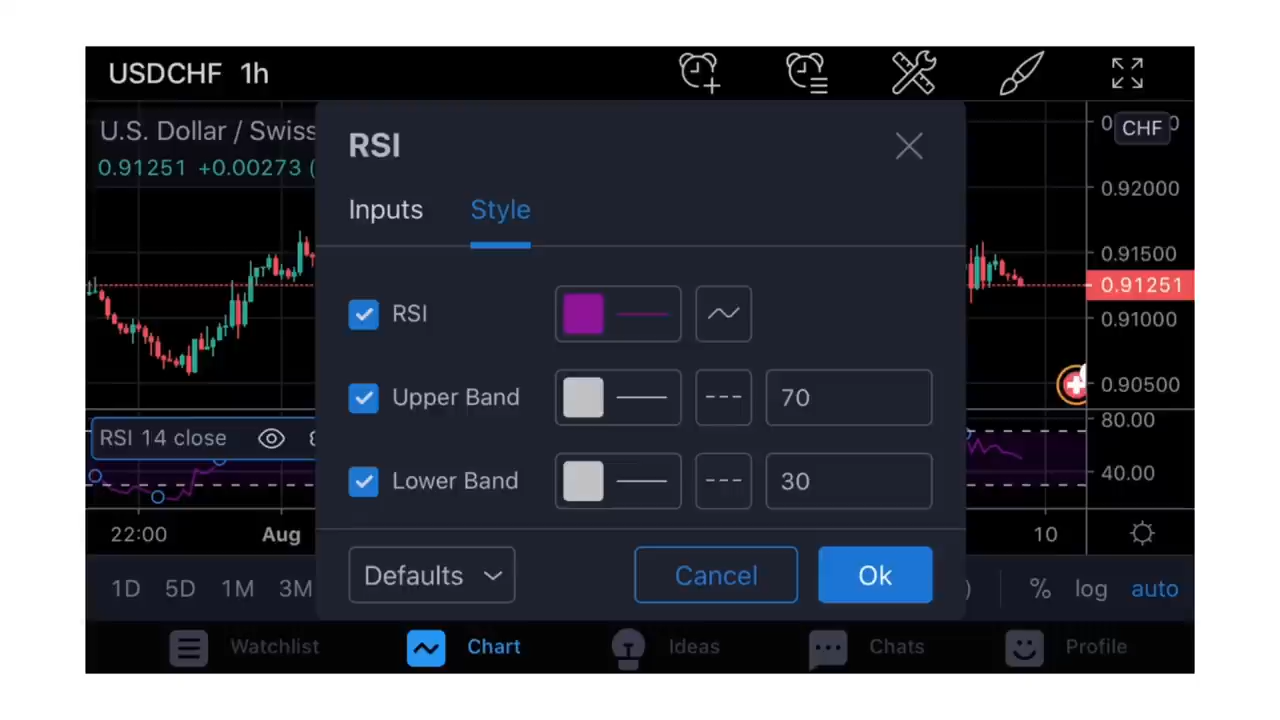 USDCHF 1h
U.S. Dollar / Swiss
0.91251 +0.00273 (
CHF
0.92000
0.91500
0.91251
0.91000
0.90500
RSI
Inputs
Style
RSI
Upper Band
70
Lower Band
30
RSI 14 close
80.00
40.00
22:00
Aug
10
Defaults
Cancel
Ok
1D 5D 1M 3M
)
% log auto
Watchlist
Chart
Ideas
Chats
Profile